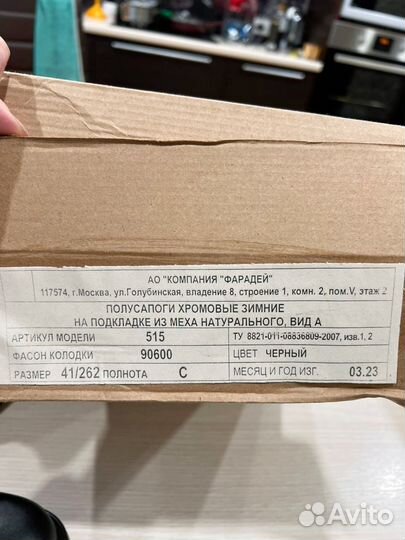 АО "КОМПАНИЯ "ФАРАДЕЙ"
117574, г.Москва, ул.Голубинская, владение 8, строение 1, комн. 2, пом.V, этаж 2
ПОЛУСАПОГИ ХРОМОВЫЕ ЗИМНИЕ
НА ПОДКЛАДКЕ ИЗ МЕХА НАТУРАЛЬНОГО, ВИД А
АРТИКУЛ МОДЕЛИ 515 ТУ 8821-011-08836809-2007, изв.1, 2
ФАСОН КОЛОДКИ 90600 ЦВЕТ ЧЕРНЫЙ
РАЗМЕР 41/262 ПОЛНОТА С МЕСЯЦ И ГОД ИЗГ. 03.23
Avito